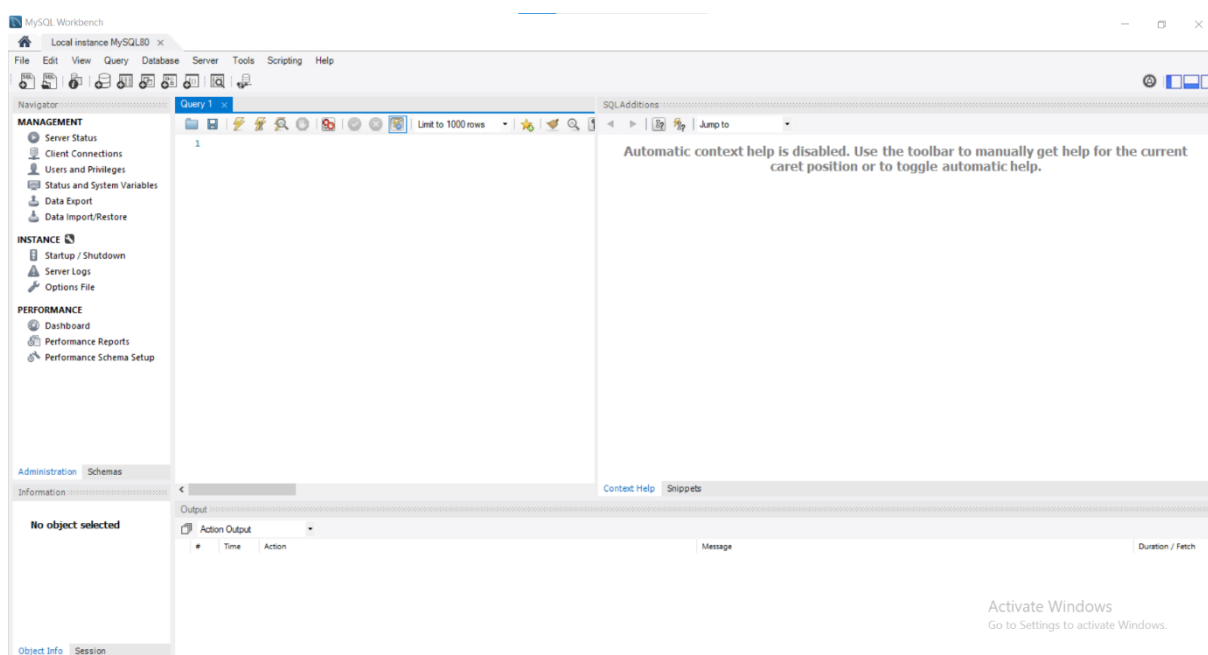 MySQL Workbench
Local instance MySQL80
File Edit View Query Database Server Tools Scripting Help
Navigator
MANAGEMENT
Server Status
Client Connections
Users and Privileges
Status and System Variables
Data Export
Data Import/Restore
INSTANCE
Startup / Shutdown
Server Logs
Options File
PERFORMANCE
Dashboard
Performance Reports
Performance Schema Setup
Administration Schemas
Information
No object selected
Object Info Session
Query 1
Limit to 1000 rows
1
SQLAdditions
Jump to
Automatic context help is disabled. Use the toolbar to manually get help for the current
caret position or to toggle automatic help.
Context Help Snippets
Output
Action Output
# Time Action Message Duration / Fetch
Activate Windows
Go to Settings to activate Windows.